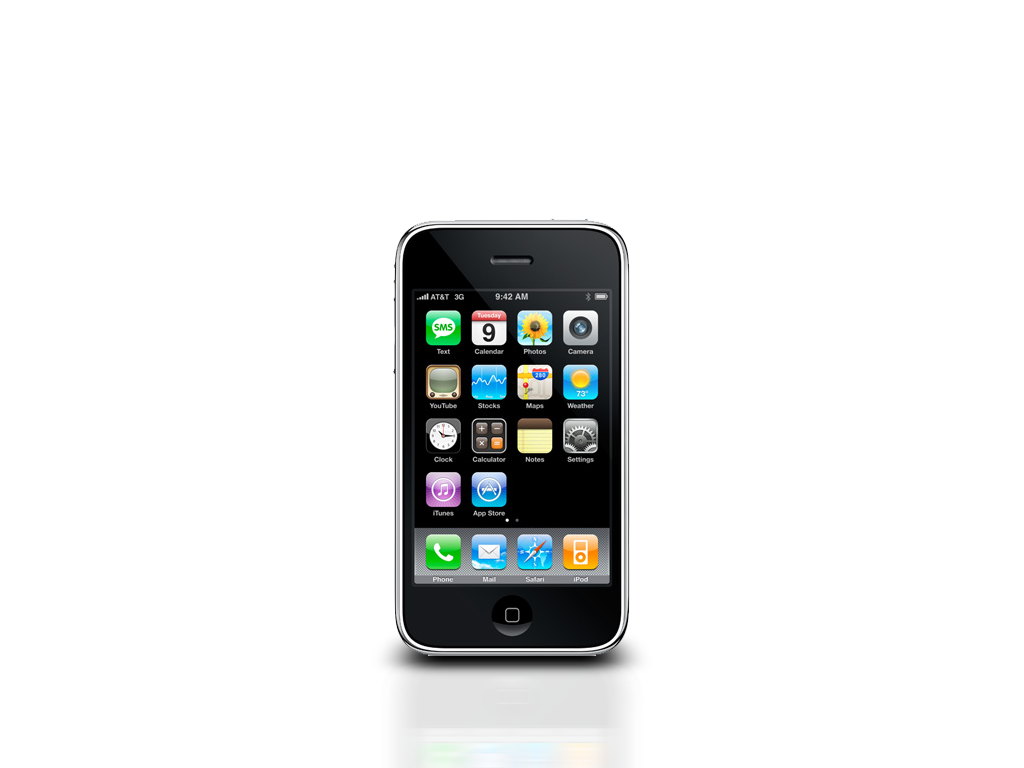 AT&T 3G 9:42 AM
SMS Tuesday 9
Text Calendar Photos Camera
280 73°
YouTube Stocks Maps Weather
Clock Calculator Notes Settings
iTunes App Store
Phone Mail Safari iPod